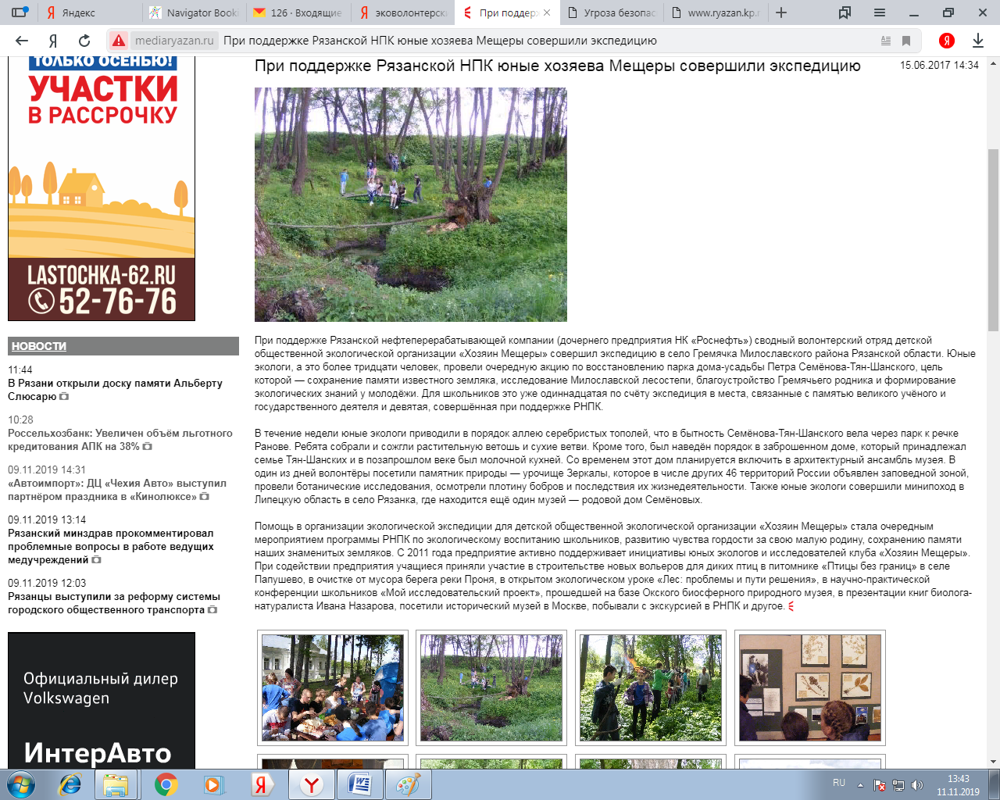 Яндекс
Navigator Booki
126 · Входящие
эковолонтерск
При поддерж
Угроза безопас
www.ryazan.kp.r
mediaryazan.ru
При поддержке Рязанской НПК юные хозяева Мещеры совершили экспедицию
ТОЛЬКО ОСЕНЬЮ!
УЧАСТКИ
В РАССРОЧКУ
LASTOCHKA-62.RU
52-76-76
НОВОСТИ
11:44
В Рязани открыли доску памяти Альберту
Слюсарю
10:28
Россельхозбанк: Увеличен объём льготного
кредитования АПК на 38%
09.11.2019 14:31
«Автоимпорт»: ДЦ «Чехия Авто» выступил
партнёром праздника в «Кинолюксе»
09.11.2019 13:14
Рязанский минздрав прокомментировал
проблемные вопросы в работе ведущих
медучреждений
09.11.2019 12:03
Рязанцы выступили за реформу системы
городского общественного транспорта
Официальный дилер
Volkswagen
ИнтерАвто
При поддержке Рязанской НПК юные хозяева Мещеры совершили экспедицию
15.06.2017 14:34
При поддержке Рязанской нефтеперерабатывающей компании (дочернего предприятия НК «Роснефть») сводный волонтерский отряд детской
общественной экологической организации «Хозяин Мещеры» совершил экспедицию в село Гремячка Милославского района Рязанской области. Юные
экологи, а это более тридцати человек, провели очередную акцию по восстановлению парка дома-усадьбы Петра Семёнова-Тян-Шанского, цель
которой — сохранение памяти известного земляка, исследование Милославской лесостепи, благоустройство Гремячьего родника и формирование
экологических знаний у молодёжи. Для школьников это уже одиннадцатая по счёту экспедиция в места, связанные с памятью великого учёного и
государственного деятеля и девятая, совершённая при поддержке РНПК.
В течение недели юные экологи приводили в порядок аллею серебристых тополей, что в бытность Семёнова-Тян-Шанского вела через парк к речке
Ранове. Ребята собрали и сожгли растительную ветошь и сухие ветви. Кроме того, был наведён порядок в заброшенном доме, который принадлежал
семье Тян-Шанских и в позапрошлом веке был молочной кухней. Со временем этот дом планируется включить в архитектурный ансамбль музея. В
один из дней волонтёры посетили памятник природы — урочище Зеркалы, которое в числе других 46 территорий России объявлен заповедной зоной,
провели ботанические исследования, осмотрели плотину бобров и последствия их жизнедеятельности. Также юные экологи совершили минипоход в
Липецкую область в село Рязанка, где находится ещё один музей — родовой дом Семёновых.
Помощь в организации экологической экспедиции для детской общественной экологической организации «Хозяин Мещеры» стала очередным
мероприятием программы РНПК по экологическому воспитанию школьников, развитию чувства гордости за свою малую родину, сохранению памяти
наших знаменитых земляков. С 2011 года предприятие активно поддерживает инициативы юных экологов и исследователей клуба «Хозяин Мещеры».
При содействии предприятия учащиеся приняли участие в строительстве новых вольеров для диких птиц в питомнике «Птицы без границ» в селе
Папушево, в очистке от мусора берега реки Проня, в открытом экологическом уроке «Лес: проблемы и пути решения», в научно-практической
конференции школьников «Мой исследовательский проект», прошедшей на базе Окского биосферного природного музея, в презентации книг биолога-
натуралиста Ивана Назарова, посетили исторический музей в Москве, побывали с экскурсией в РНПК и другое.
RU
13:43
11.11.2019